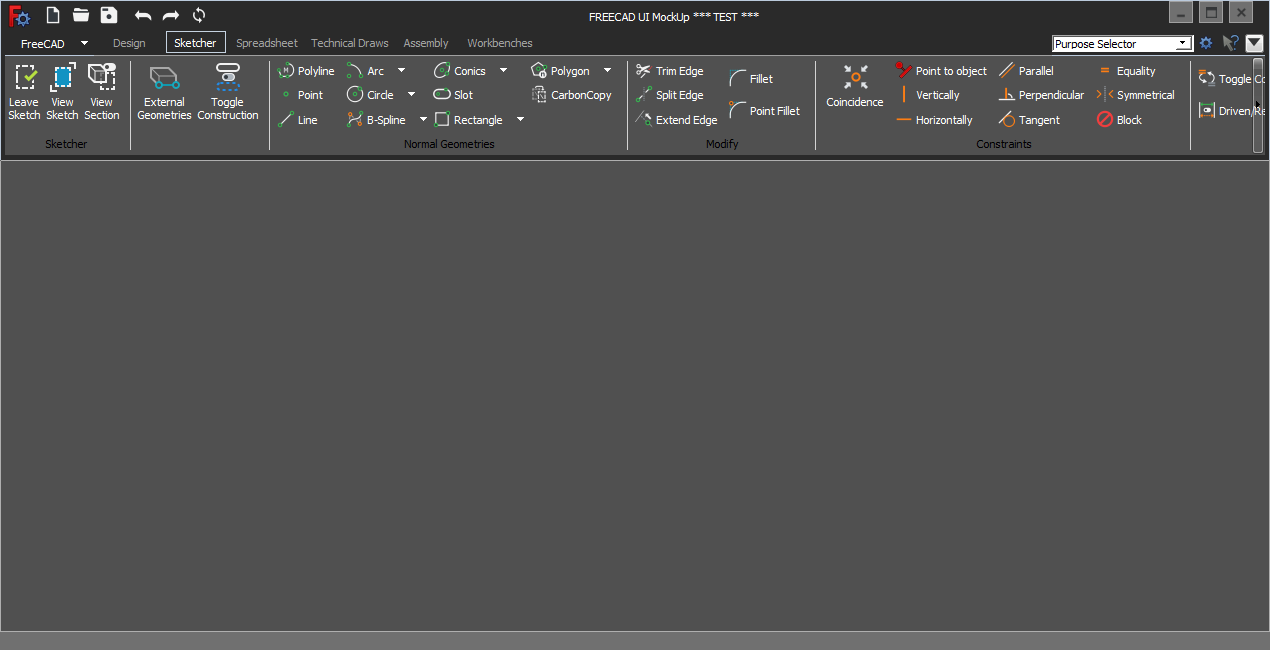 FREECAD UI MockUp *** TEST ***
FreeCAD Design Sketcher Spreadsheet Technical Draws Assembly Workbenches Purpose Selector
Leave Sketch
View Sketch
View Section
Sketcher
External Geometries
Toggle Construction
Polyline Arc Conics Polygon
Point Circle Slot CarbonCopy
Line B-Spline Rectangle
Normal Geometries
Trim Edge
Split Edge
Extend Edge
Fillet
Point Fillet
Modify
Coincidence
Point to object Parallel Equality
Vertically Perpendicular Symmetrical
Horizontally Tangent Block
Constraints
Toggle
Driven/Re